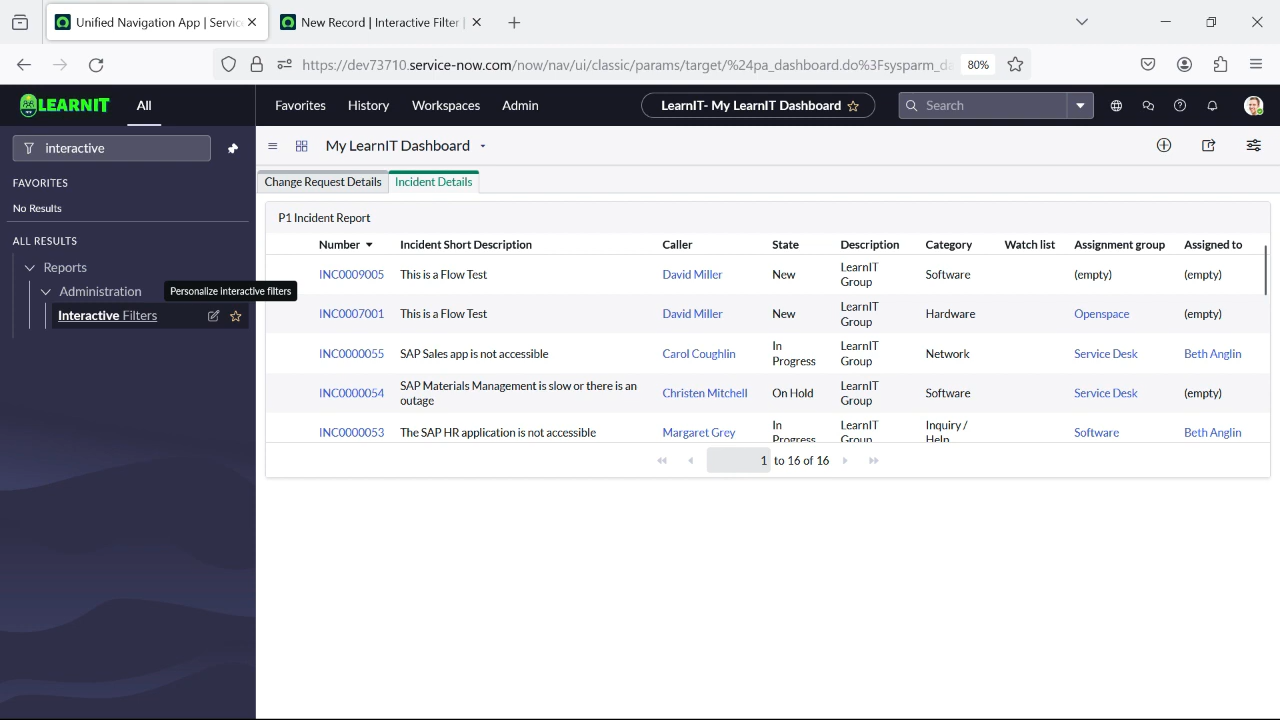 Unified Navigation App | Servic
New Record | Interactive Filter |
https://dev73710.service-now.com/now/nav/ui/classic/params/target/%24pa_dashboard.do%3Fsysparm_da
80%
LEARNIT
All
Favorites
History
Workspaces
Admin
LearnIT- My LearnIT Dashboard
Search
interactive
FAVORITES
No Results
ALL RESULTS
Reports
Administration
Personalize interactive filters
Interactive Filters
My LearnIT Dashboard
Change Request Details
Incident Details
P1 Incident Report
Number Incident Short Description Caller State Description Category Watch list Assignment group Assigned to
INC0009005 This is a Flow Test David Miller New LearnIT Group Software (empty) (empty)
INC0007001 This is a Flow Test David Miller New LearnIT Group Hardware Openspace (empty)
INC0000055 SAP Sales app is not accessible Carol Coughlin In Progress LearnIT Group Network Service Desk Beth Anglin
INC0000054 SAP Materials Management is slow or there is an outage Christen Mitchell On Hold LearnIT Group Software Service Desk (empty)
INC0000053 The SAP HR application is not accessible Margaret Grey In Progress LearnIT Group Inquiry / Help Software Beth Anglin
1 to 16 of 16